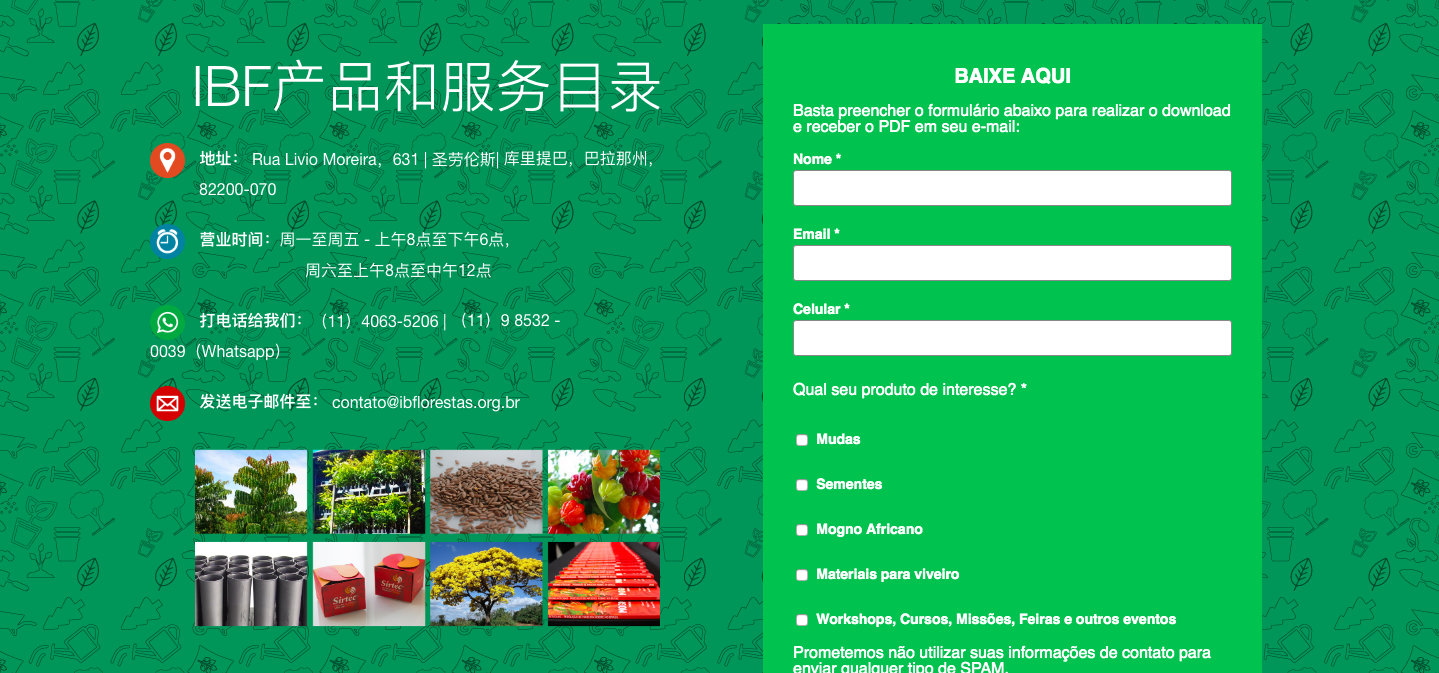 IBF产品和服务目录
地址： Rua Livio Moreira，631 | 圣劳伦斯| 库里提巴，巴拉那州，
82200-070
营业时间：周一至周五 - 上午8点至下午6点，
周六至上午8点至中午12点
打电话给我们： （11）4063-5206 | （11）9 8532 -
0039（Whatsapp）
发送电子邮件至： contato@ibflorestas.org.br
Sirtec
Sirtec
BAIXE AQUI
Basta preencher o formulário abaixo para realizar o download
e receber o PDF em seu e-mail:
Nome *
Email *
Celular *
Qual seu produto de interesse? *
Mudas
Sementes
Mogno Africano
Materiais para viveiro
Workshops, Cursos, Missões, Feiras e outros eventos
Prometemos não utilizar suas informações de contato para
enviar qualquer tipo de SPAM.